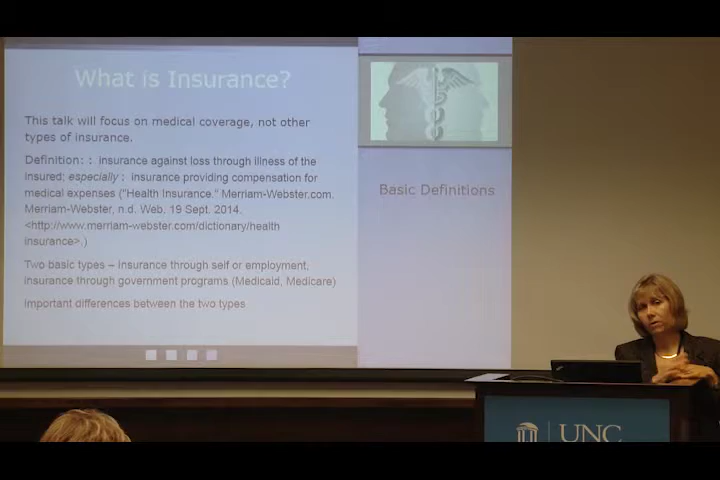 What is Insurance?
This talk will focus on medical coverage, not other
types of insurance.
Definition: : insurance against loss through illness of the
insured; especially : insurance providing compensation for
medical expenses ("Health Insurance." Merriam-Webster.com.
Merriam-Webster, n.d. Web. 19 Sept. 2014.
<http://www.merriam-webster.com/dictionary/health
insurance>.)
Two basic types – Insurance through self or employment,
insurance through government programs (Medicaid, Medicare)
Important differences between the two types
Basic Definitions
UNC